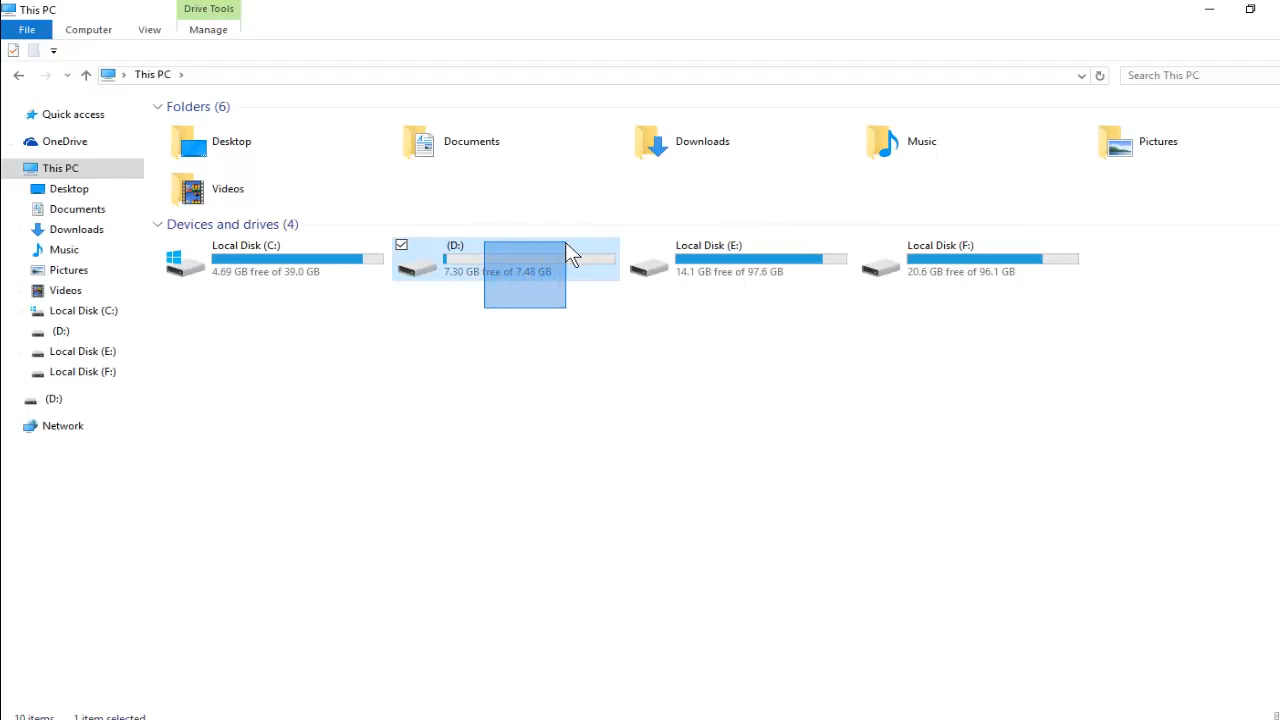 This PC
Drive Tools
File
Computer
View
Manage
This PC
Search This PC
Quick access
OneDrive
This PC
Desktop
Documents
Downloads
Music
Pictures
Videos
Local Disk (C:)
(D:)
Local Disk (E:)
Local Disk (F:)
(D:)
Network
Folders (6)
Desktop
Documents
Downloads
Music
Pictures
Videos
Devices and drives (4)
Local Disk (C:)
4.69 GB free of 39.0 GB
(D:)
7.30 GB free of 7.48 GB
Local Disk (E:)
14.1 GB free of 97.6 GB
Local Disk (F:)
20.6 GB free of 96.1 GB
10 items
1 item selected